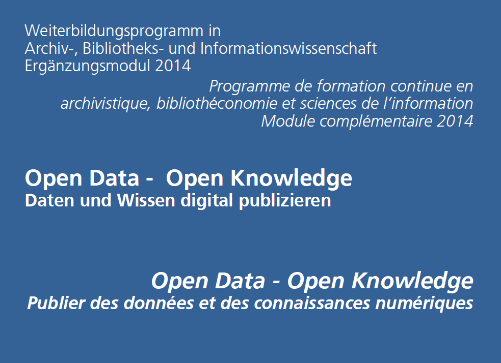 Weiterbildungsprogramm in
Archiv-, Bibliotheks- und Informationswissenschaft
Ergänzungsmodul 2014
Programme de formation continue en
archivistique, bibliothéconomie et sciences de l'information
Module complémentaire 2014
Open Data - Open Knowledge
Daten und Wissen digital publizieren
Open Data - Open Knowledge
Publier des données et des connaissances numériques